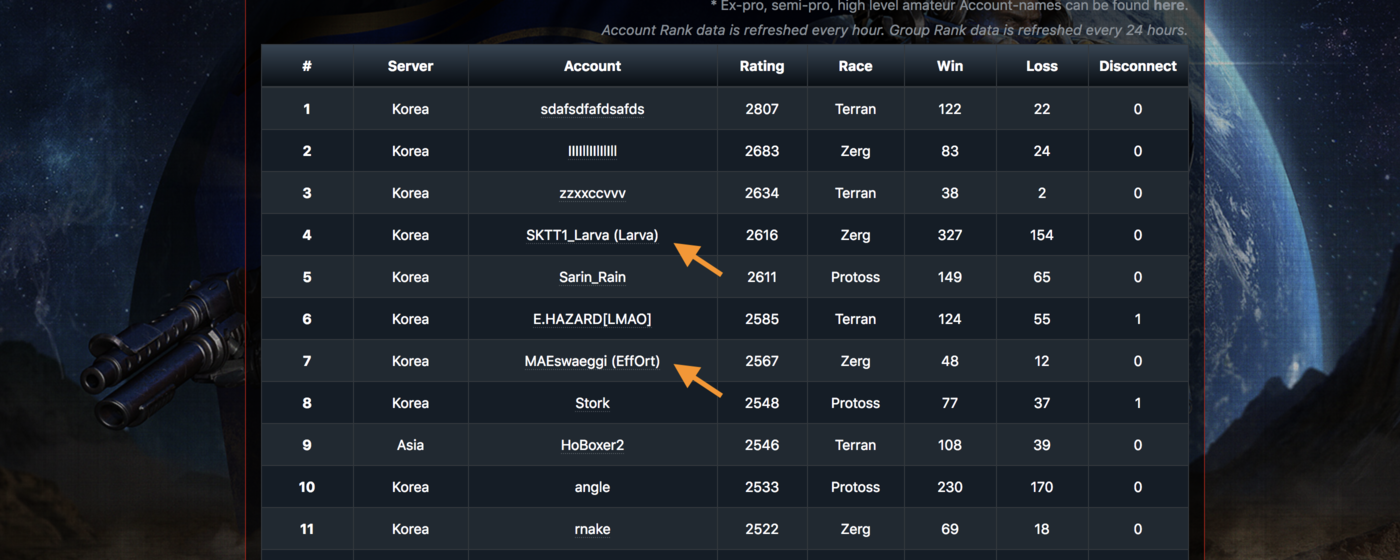 * Ex-pro, semi-pro, high level amateur Account-names can be found here.
Account Rank data is refreshed every hour. Group Rank data is refreshed every 24 hours.
# Server Account Rating Race Win Loss Disconnect
1 Korea sdafsdfafdsafds 2807 Terran 122 22 0
2 Korea 2683 Zerg 83 24 0
3 Korea zzxxccvvv 2634 Terran 38 2 0
4 Korea SKTT1_Larva (Larva) 2616 Zerg 327 154 0
5 Korea Sarin_Rain 2611 Protoss 149 65 0
6 Korea E.HAZARD[LMAO] 2585 Terran 124 55 1
7 Korea MAEswaeggi (EffOrt) 2567 Zerg 48 12 0
8 Korea Stork 2548 Protoss 77 37 1
9 Asia HoBoxer2 2546 Terran 108 39 0
10 Korea angle 2533 Protoss 230 170 0
11 Korea rnake 2522 Zerg 69 18 0